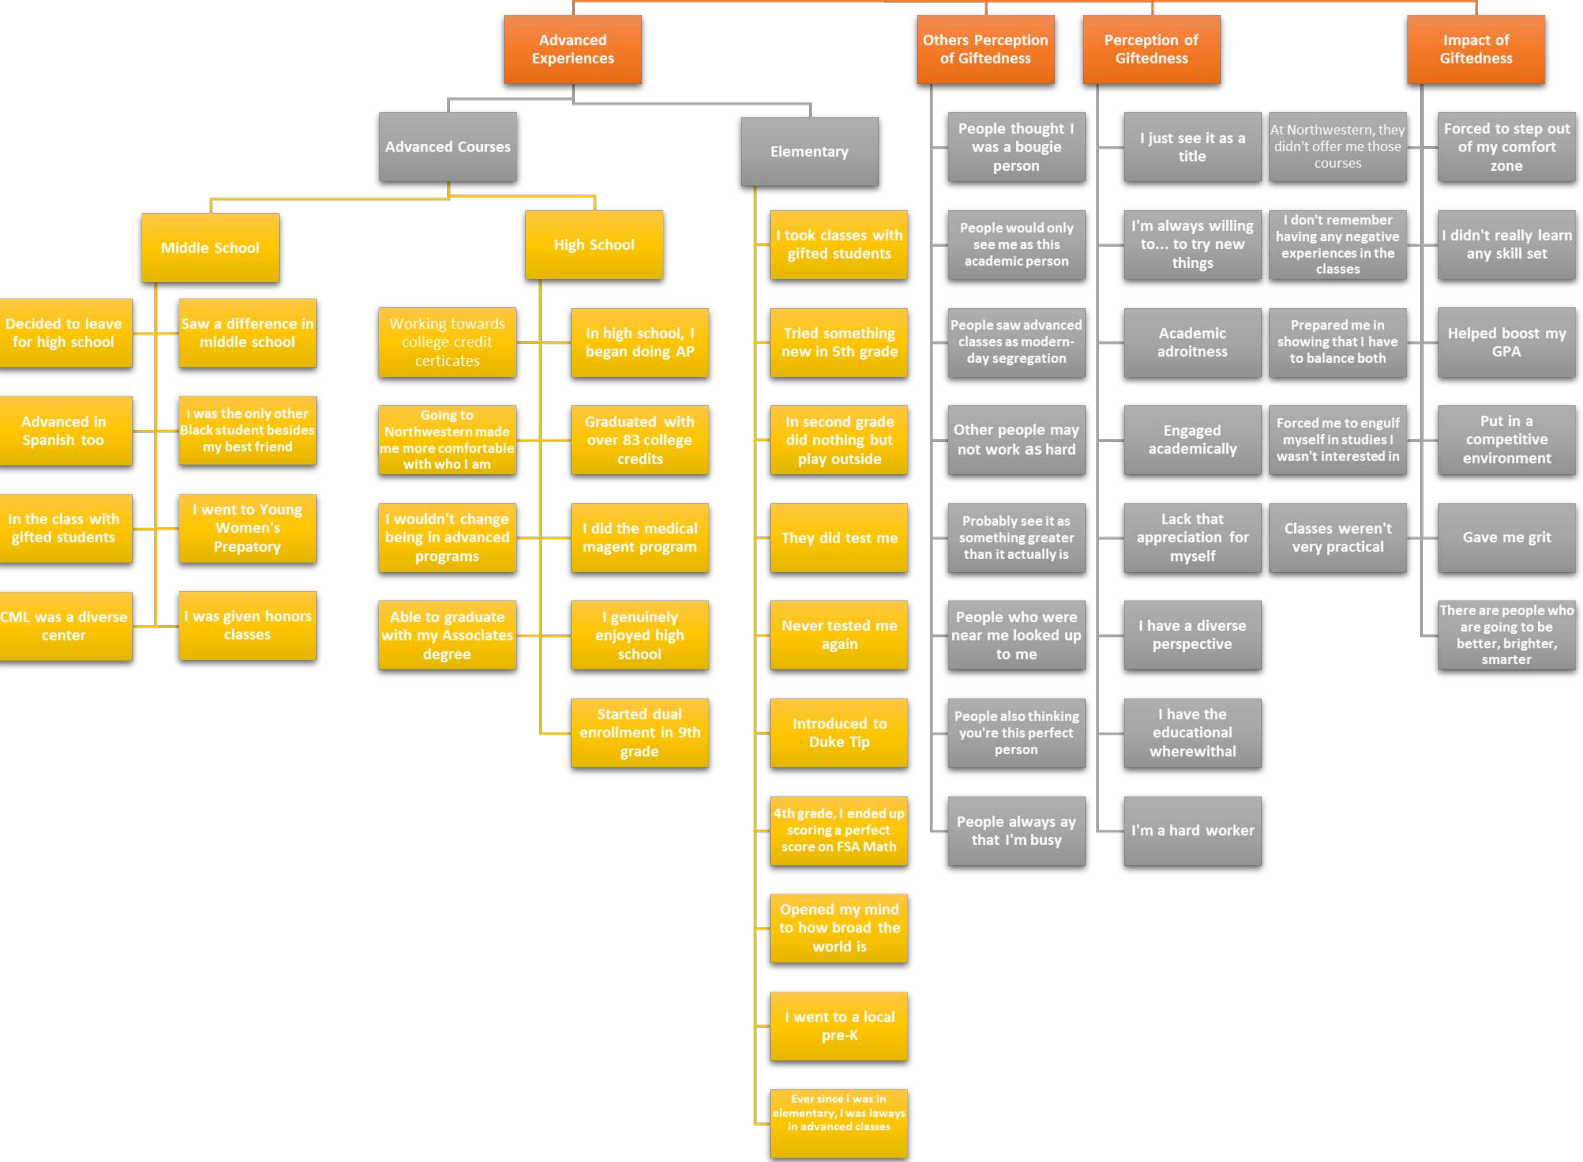 Advanced
Experiences
Others Perception
of Giftedness
Perception of
Giftedness
Impact of
Giftedness
Advanced Courses
Elementary
Middle School
High School
Decided to leave
for high school
Saw a difference in
middle school
Advanced in
Spanish too
I was the only other
Black student besides
my best friend
In the class with
gifted students
I went to Young
Women's
Prepatory
CML was a diverse
center
I was given honors
classes
Working towards
college credit
certicates
In high school, I
began doing AP
Going to
Northwestern made
me more comfortable
with who I am
Graduated with
over 83 college
credits
I wouldn't change
being in advanced
programs
I did the medical
magent program
Able to graduate
with my Associates
degree
I genuinely
enjoyed high
school
Started dual
enrollment in 9th
grade
I took classes with
gifted students
Tried something
new in 5th grade
In second grade
did nothing but
play outside
They did test me
Never tested me
again
Introduced to
Duke Tip
4th grade, I ended up
scoring a perfect
score on FSA Math
Opened my mind
to how broad the
world is
I went to a local
pre-K
Ever since I was in
elementary, I was laways
in advanced classes
People thought I
was a bougie
person
People would only
see me as this
academic person
People saw advanced
classes as modern-
day segregation
Other people may
not work as hard
Probably see it as
something greater
than it actually is
People who were
near me looked up
to me
People also thinking
you're this perfect
person
People always ay
that I'm busy
I just see it as a
title
I'm always willing
to... to try new
things
Academic
adroitness
Engaged
academically
Lack that
appreciation for
myself
I have a diverse
perspective
I have the
educational
wherewithal
I'm a hard worker
At Northwestern, they
didn't offer me those
courses
Forced to step out
of my comfort
zone
I don't remember
having any negative
experiences in the
classes
I didn't really learn
any skill set
Prepared me in
showing that I have
to balance both
Helped boost my
GPA
Forced me to engulf
myself in studies I
wasn't interested in
Put in a
competitive
environment
Classes weren't
very practical
Gave me grit
There are people who
are going to be
better, brighter,
smarter